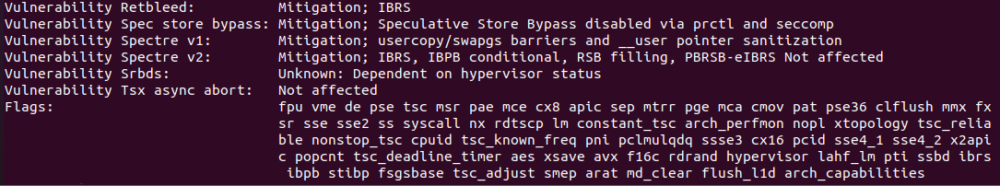 Vulnerability Retbleed: Mitigation; IBRS
Vulnerability Spec store bypass: Mitigation; Speculative Store Bypass disabled via prctl and seccomp
Vulnerability Spectre v1: Mitigation; usercopy/swapgs barriers and __user pointer sanitization
Vulnerability Spectre v2: Mitigation; IBRS, IBPB conditional, RSB filling, PBRSB-eIBRS Not affected
Vulnerability Srbds: Unknown: Dependent on hypervisor status
Vulnerability Tsx async abort: Not affected
Flags: fpu vme de pse tsc msr pae mce cx8 apic sep mtrr pge mca cmov pat pse36 clflush mmx fx
sr sse sse2 ss syscall nx rdtscp lm constant_tsc arch_perfmon nopl xtopology tsc_relia
ble nonstop_tsc cpuid tsc_known_freq pni pclmulqdq ssse3 cx16 pcid sse4_1 sse4_2 x2api
c popcnt tsc_deadline_timer aes xsave avx f16c rdrand hypervisor lahf_lm pti ssbd ibrs
ibpb stibp fsgsbase tsc_adjust smep arat md_clear flush_l1d arch_capabilities